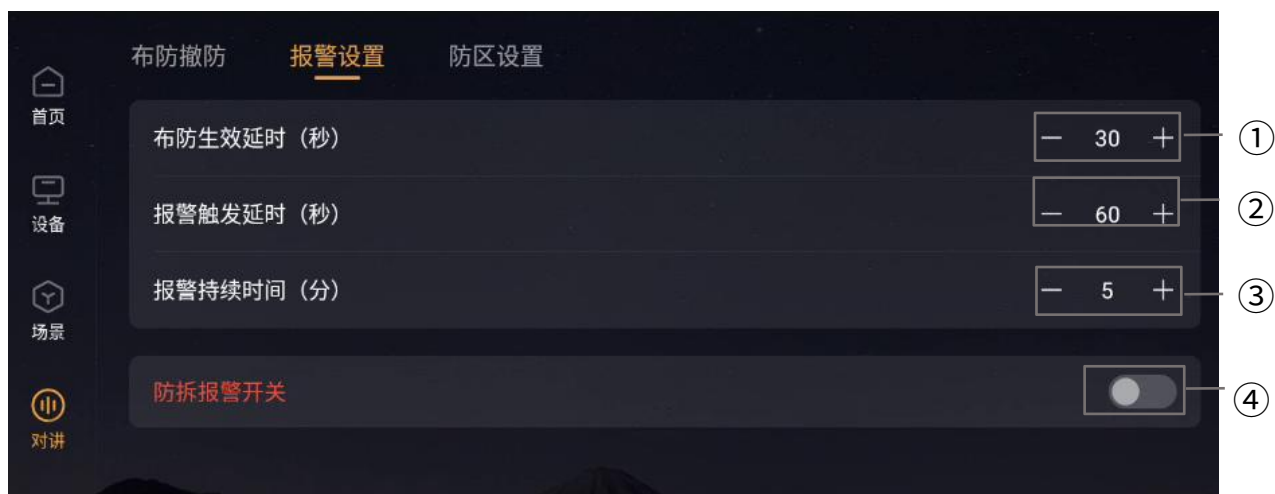 布防撤防 报警设置 防区设置
首页
布防生效延时（秒） － 30 ＋ ①
设备
报警触发延时（秒） － 60 ＋ ②
报警持续时间（分） － 5 ＋ ③
场景
防拆报警开关 ④
对讲